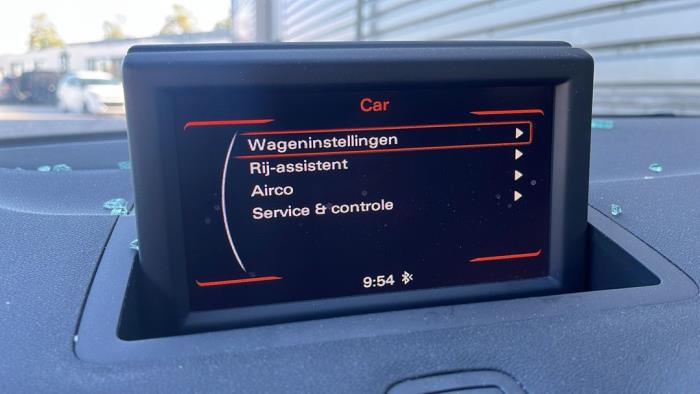 Car
Wageninstellingen
Rij-assistent
Airco
Service & controle
9:54